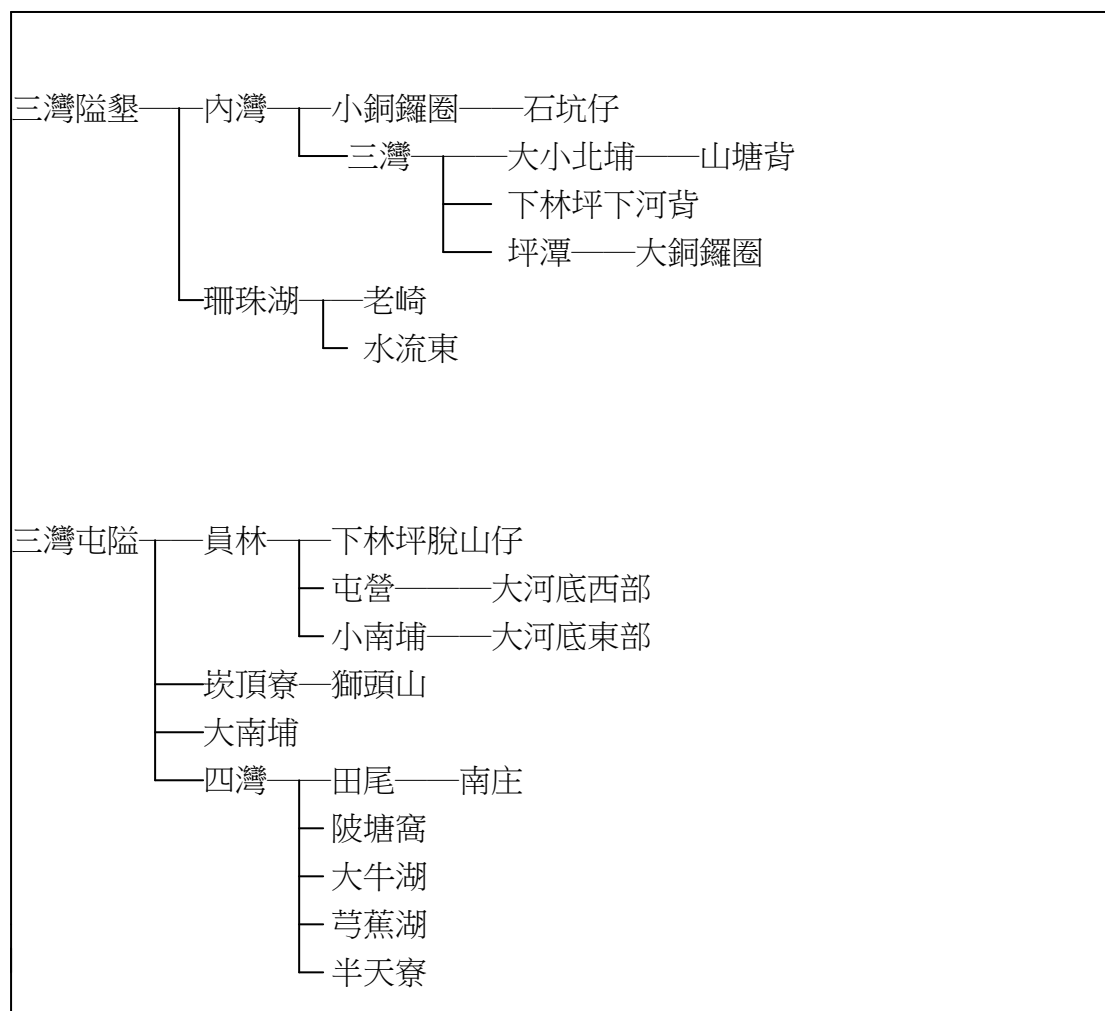 三灣隘墾——內灣——小銅鑼圈——石坑仔
三灣———大小北埔——山塘背
下林坪下河背
坪潭——大銅鑼圈
珊珠湖——老崎
水流東
三灣屯隘——員林——下林坪脫山仔
屯營———大河底西部
小南埔——大河底東部
崁頂寮—獅頭山
大南埔
四灣——田尾——南庄
陂塘窩
大牛湖
芎蕉湖
半天寮